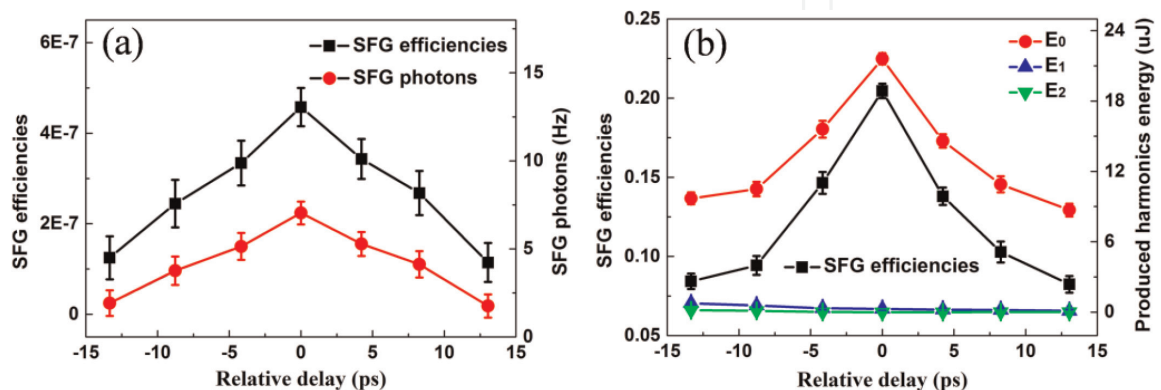 (a)
SFG efficiencies
SFG photons
6E-7
4E-7
2E-7
0
SFG efficiencies
15
10
5
0
SFG photons (Hz)
-15 -10 -5 0 5 10 15
Relative delay (ps)
(b)
E0
E1
E2
SFG efficiencies
0.25
0.20
0.15
0.10
0.05
SFG efficiencies
24
18
12
6
0
Produced harmonics energy (uJ)
-15 -10 -5 0 5 10 15
Relative delay (ps)